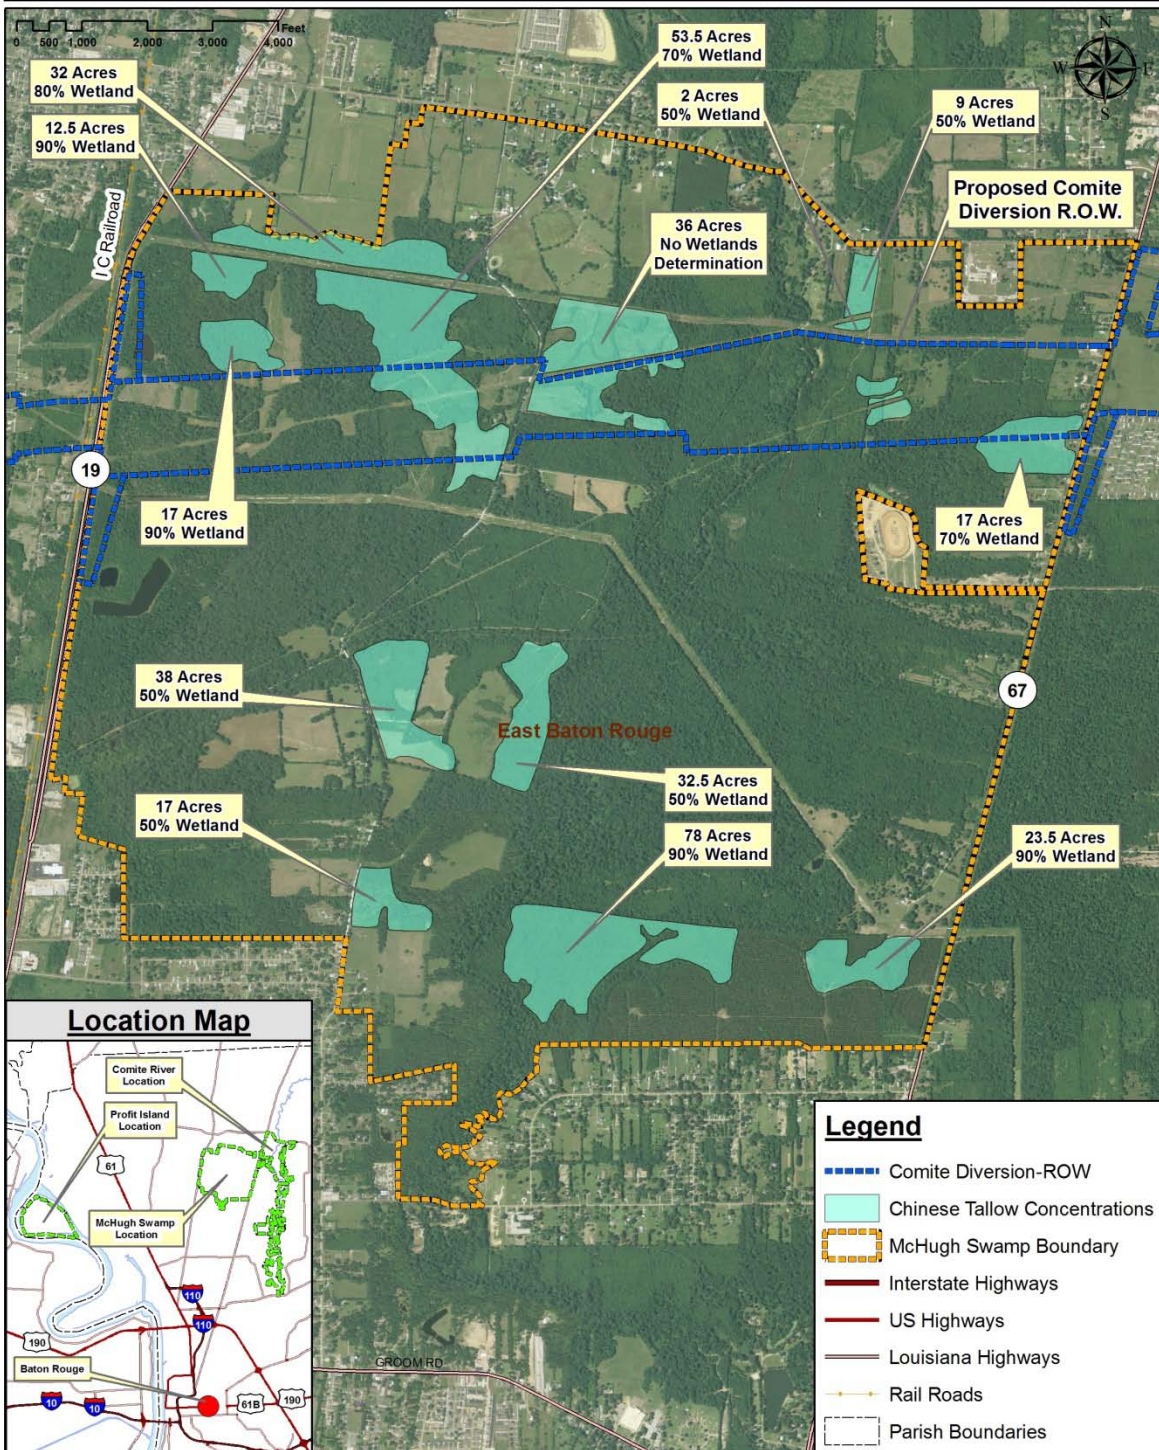 Feet
0 500 1,000 2,000 3,000 4,000
N
W E
S
53.5 Acres
70% Wetland
32 Acres
80% Wetland
2 Acres
50% Wetland
9 Acres
50% Wetland
12.5 Acres
90% Wetland
Proposed Comite
Diversion R.O.W.
I C Railroad
36 Acres
No Wetlands
Determination
19
17 Acres
90% Wetland
17 Acres
70% Wetland
67
38 Acres
50% Wetland
East Baton Rouge
32.5 Acres
50% Wetland
17 Acres
50% Wetland
78 Acres
90% Wetland
23.5 Acres
90% Wetland
Location Map
Comite River
Location
Profit Island
Location
61
McHugh Swamp
Location
110
110
190
Baton Rouge
10
10
61B
190
GROOM RD
Legend
Comite Diversion-ROW
Chinese Tallow Concentrations
McHugh Swamp Boundary
Interstate Highways
US Highways
Louisiana Highways
Rail Roads
Parish Boundaries